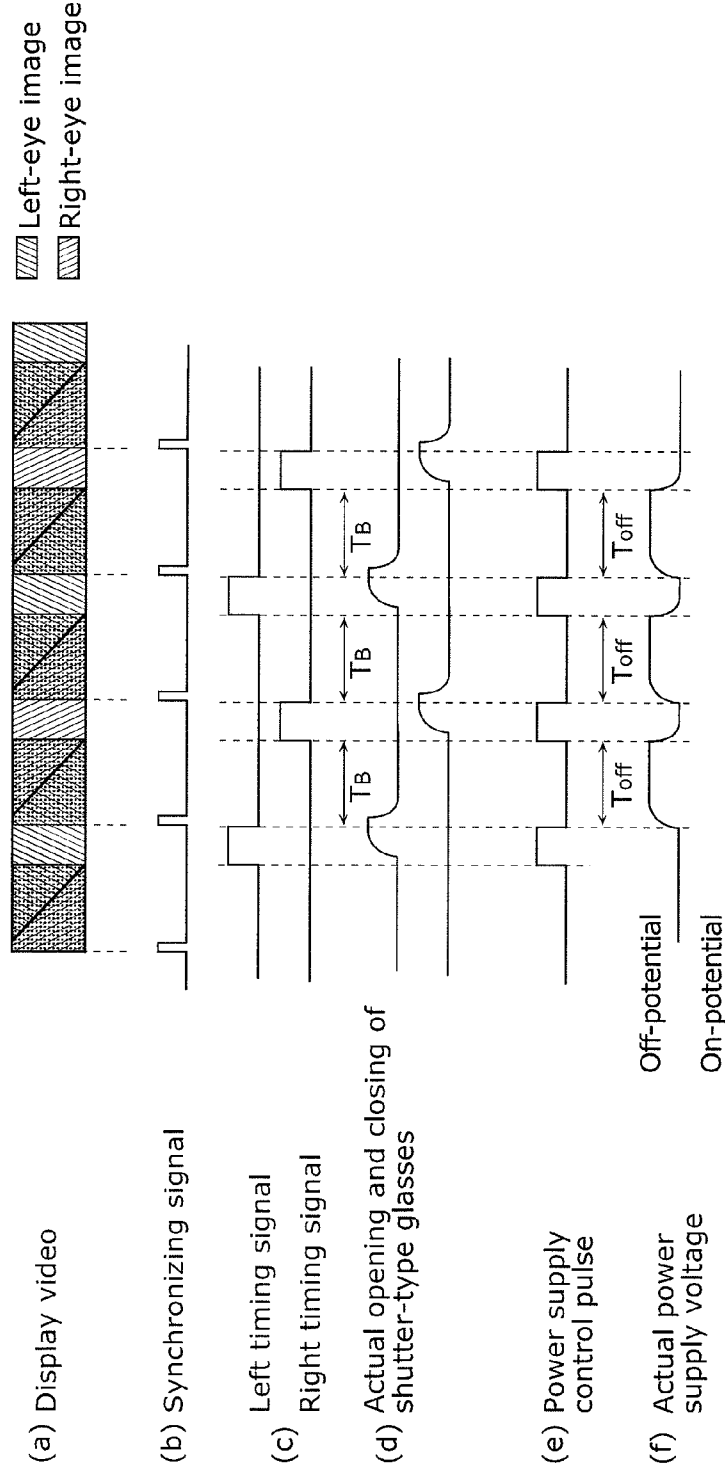 Left-eye image
Right-eye image
(a) Display video
(b) Synchronizing signal
(c)
Left timing signal
Right timing signal
TB
TB
TB
(d) Actual opening and closing of
shutter-type glasses
(e) Power supply
control pulse
Toff
Toff
Toff
(f) Actual power
supply voltage
Off-potential
On-potential